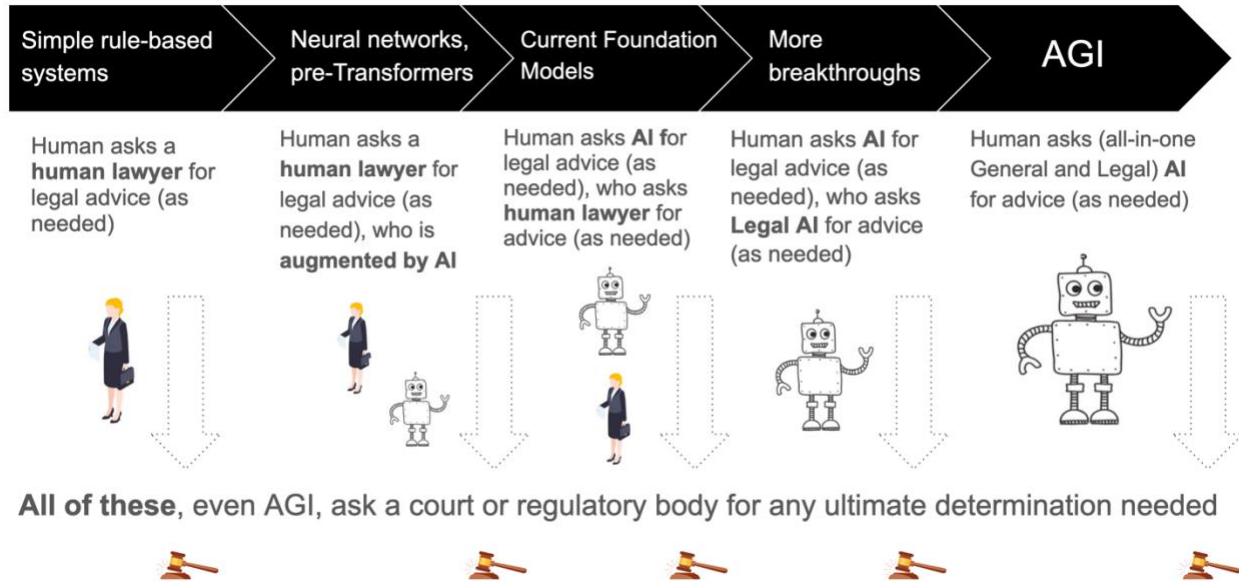 Simple rule-based
systems
Neural networks,
pre-Transformers
Current Foundation
Models
More
breakthroughs
AGI
Human asks a
human lawyer for
legal advice (as
needed)
Human asks a
human lawyer for
legal advice (as
needed), who is
augmented by AI
Human asks AI for
legal advice (as
needed), who asks
human lawyer for
advice (as needed)
Human asks AI for
legal advice (as
needed), who asks
Legal AI for advice
(as needed)
Human asks (all-in-one
General and Legal) AI
for advice (as needed)
All of these, even AGI, ask a court or regulatory body for any ultimate determination needed